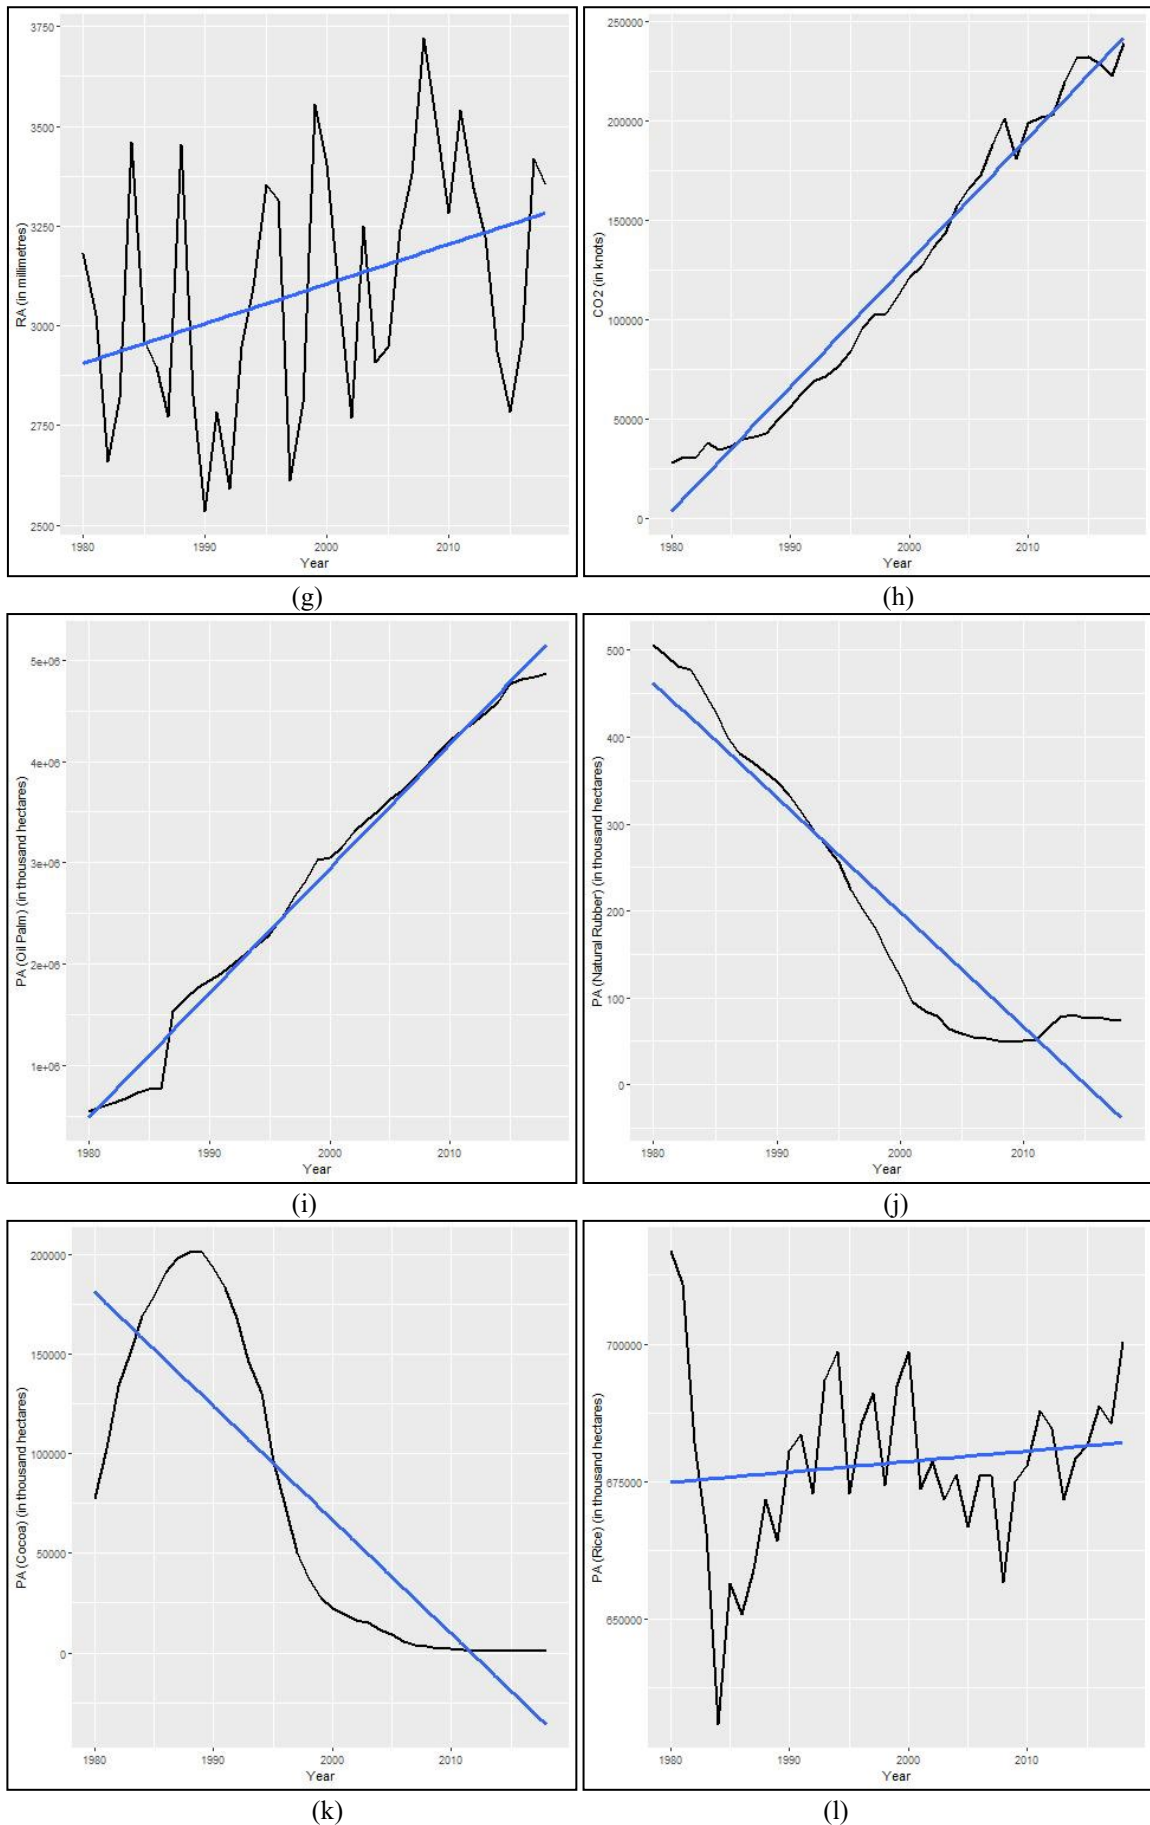 RA (in millimetres)
3750
3500
3250
3000
2750
2500
1980 1990 2000 2010
Year
(g)
CO2 (in knots)
250000
200000
150000
100000
50000
0
1980 1990 2000 2010
Year
(h)
PA (Oil Palm) (in thousand hectares)
5e+06
4e+06
3e+06
2e+06
1e+06
1980 1990 2000 2010
Year
(i)
PA (Natural Rubber) (in thousand hectares)
500
400
300
200
100
0
1980 1990 2000 2010
Year
(j)
PA (Cocoa) (in thousand hectares)
200000
150000
100000
50000
0
1980 1990 2000 2010
Year
(k)
PA (Rice) (in thousand hectares)
700000
675000
650000
1980 1990 2000 2010
Year
(l)